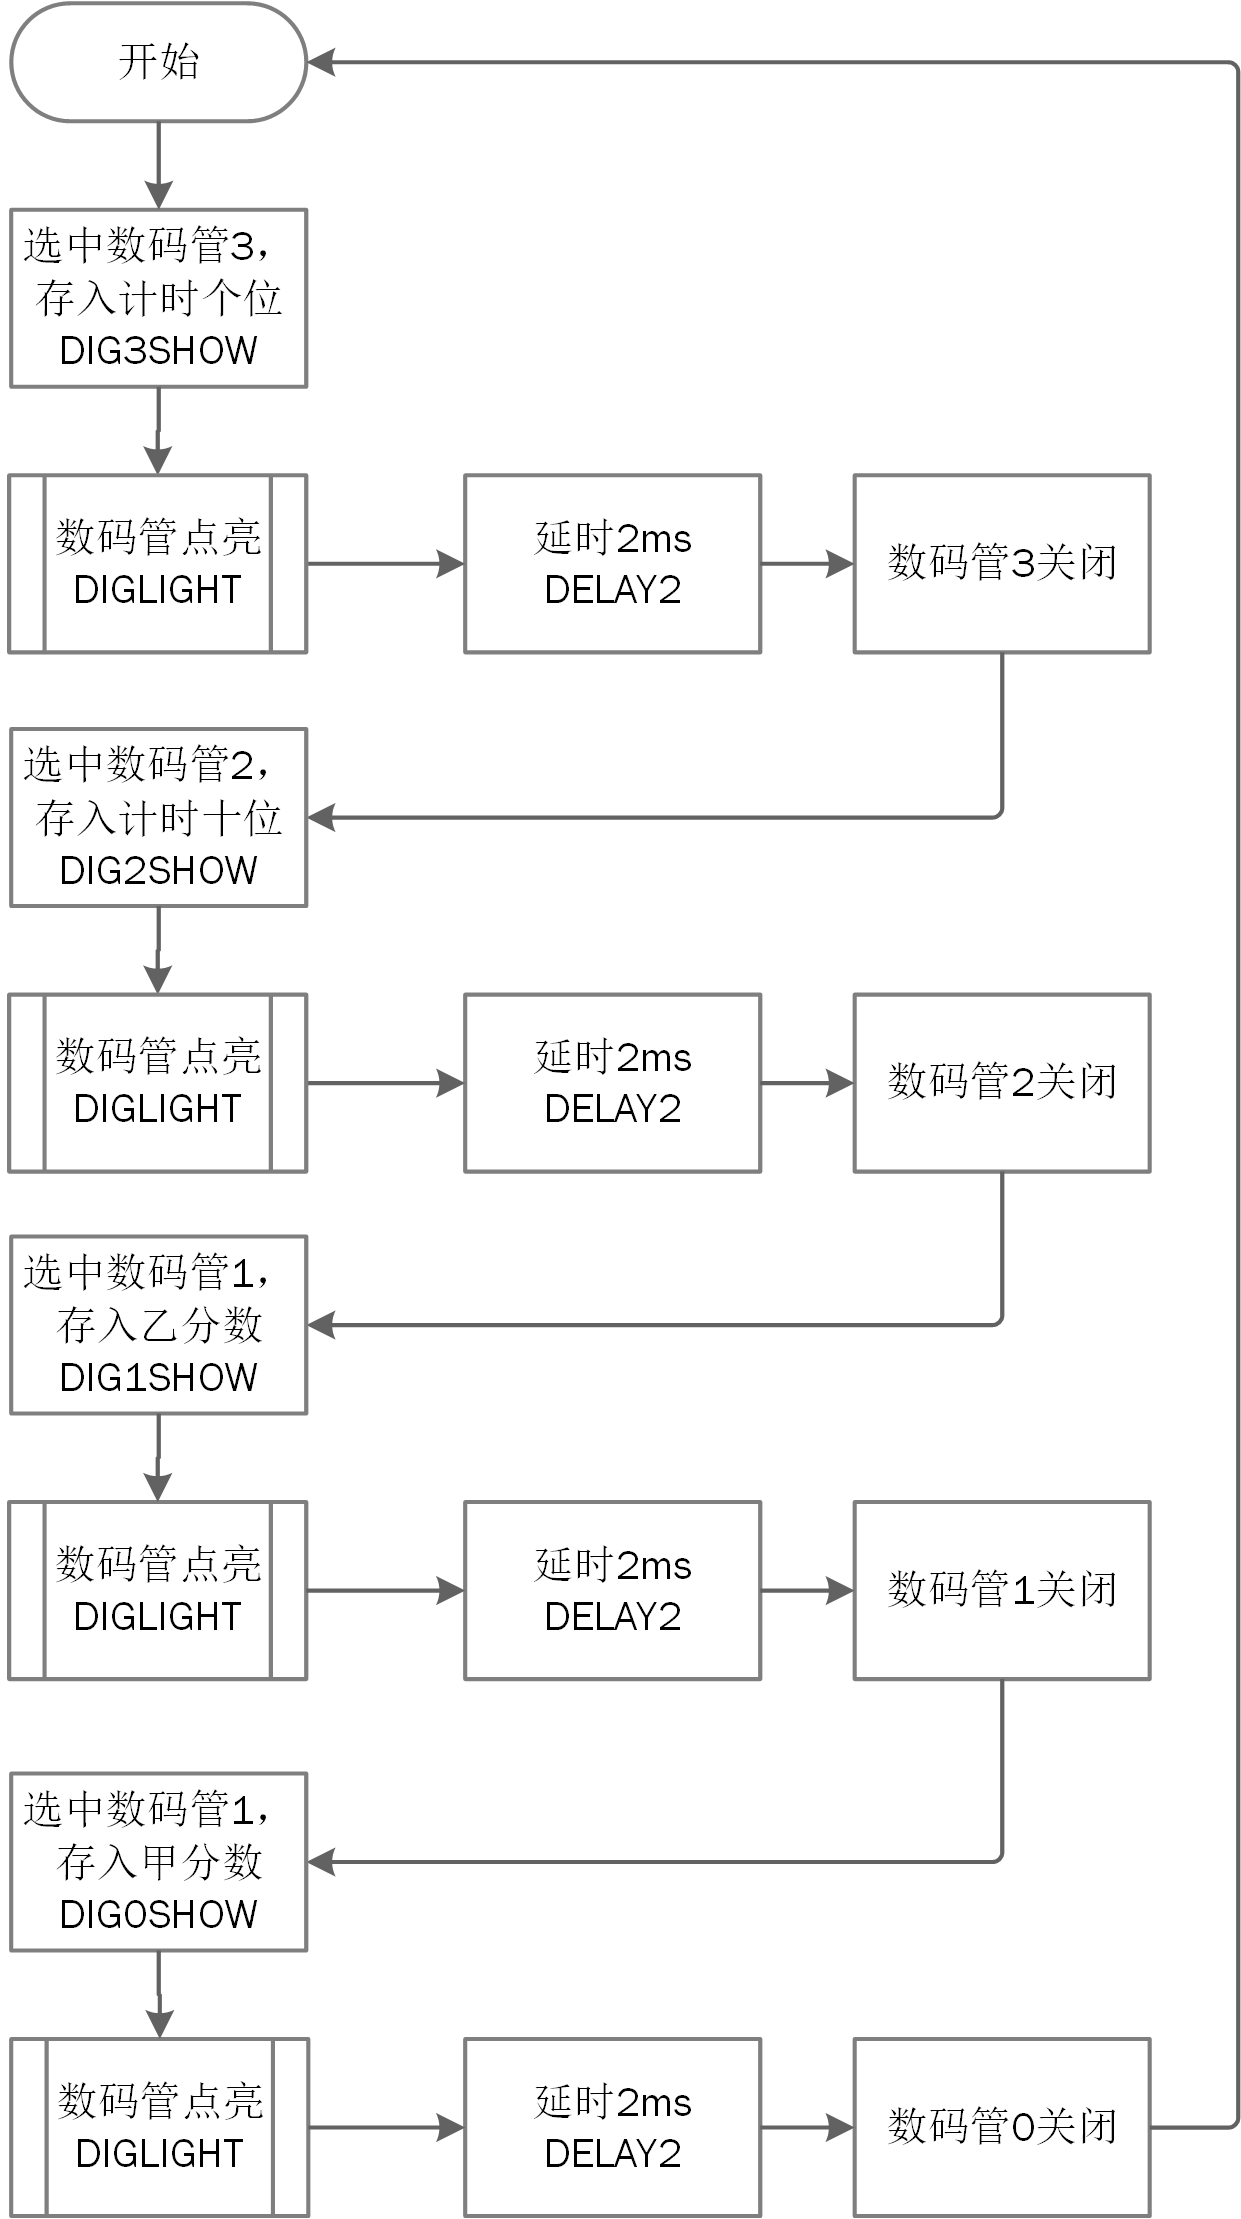 开始
选中数码管3，
存入计时个位
DIG3SHOW
数码管点亮
DIGLIGHT
延时2ms
DELAY2
数码管3关闭
选中数码管2，
存入计时十位
DIG2SHOW
数码管点亮
DIGLIGHT
延时2ms
DELAY2
数码管2关闭
选中数码管1，
存入乙分数
DIG1SHOW
数码管点亮
DIGLIGHT
延时2ms
DELAY2
数码管1关闭
选中数码管1，
存入甲分数
DIG0SHOW
数码管点亮
DIGLIGHT
延时2ms
DELAY2
数码管0关闭